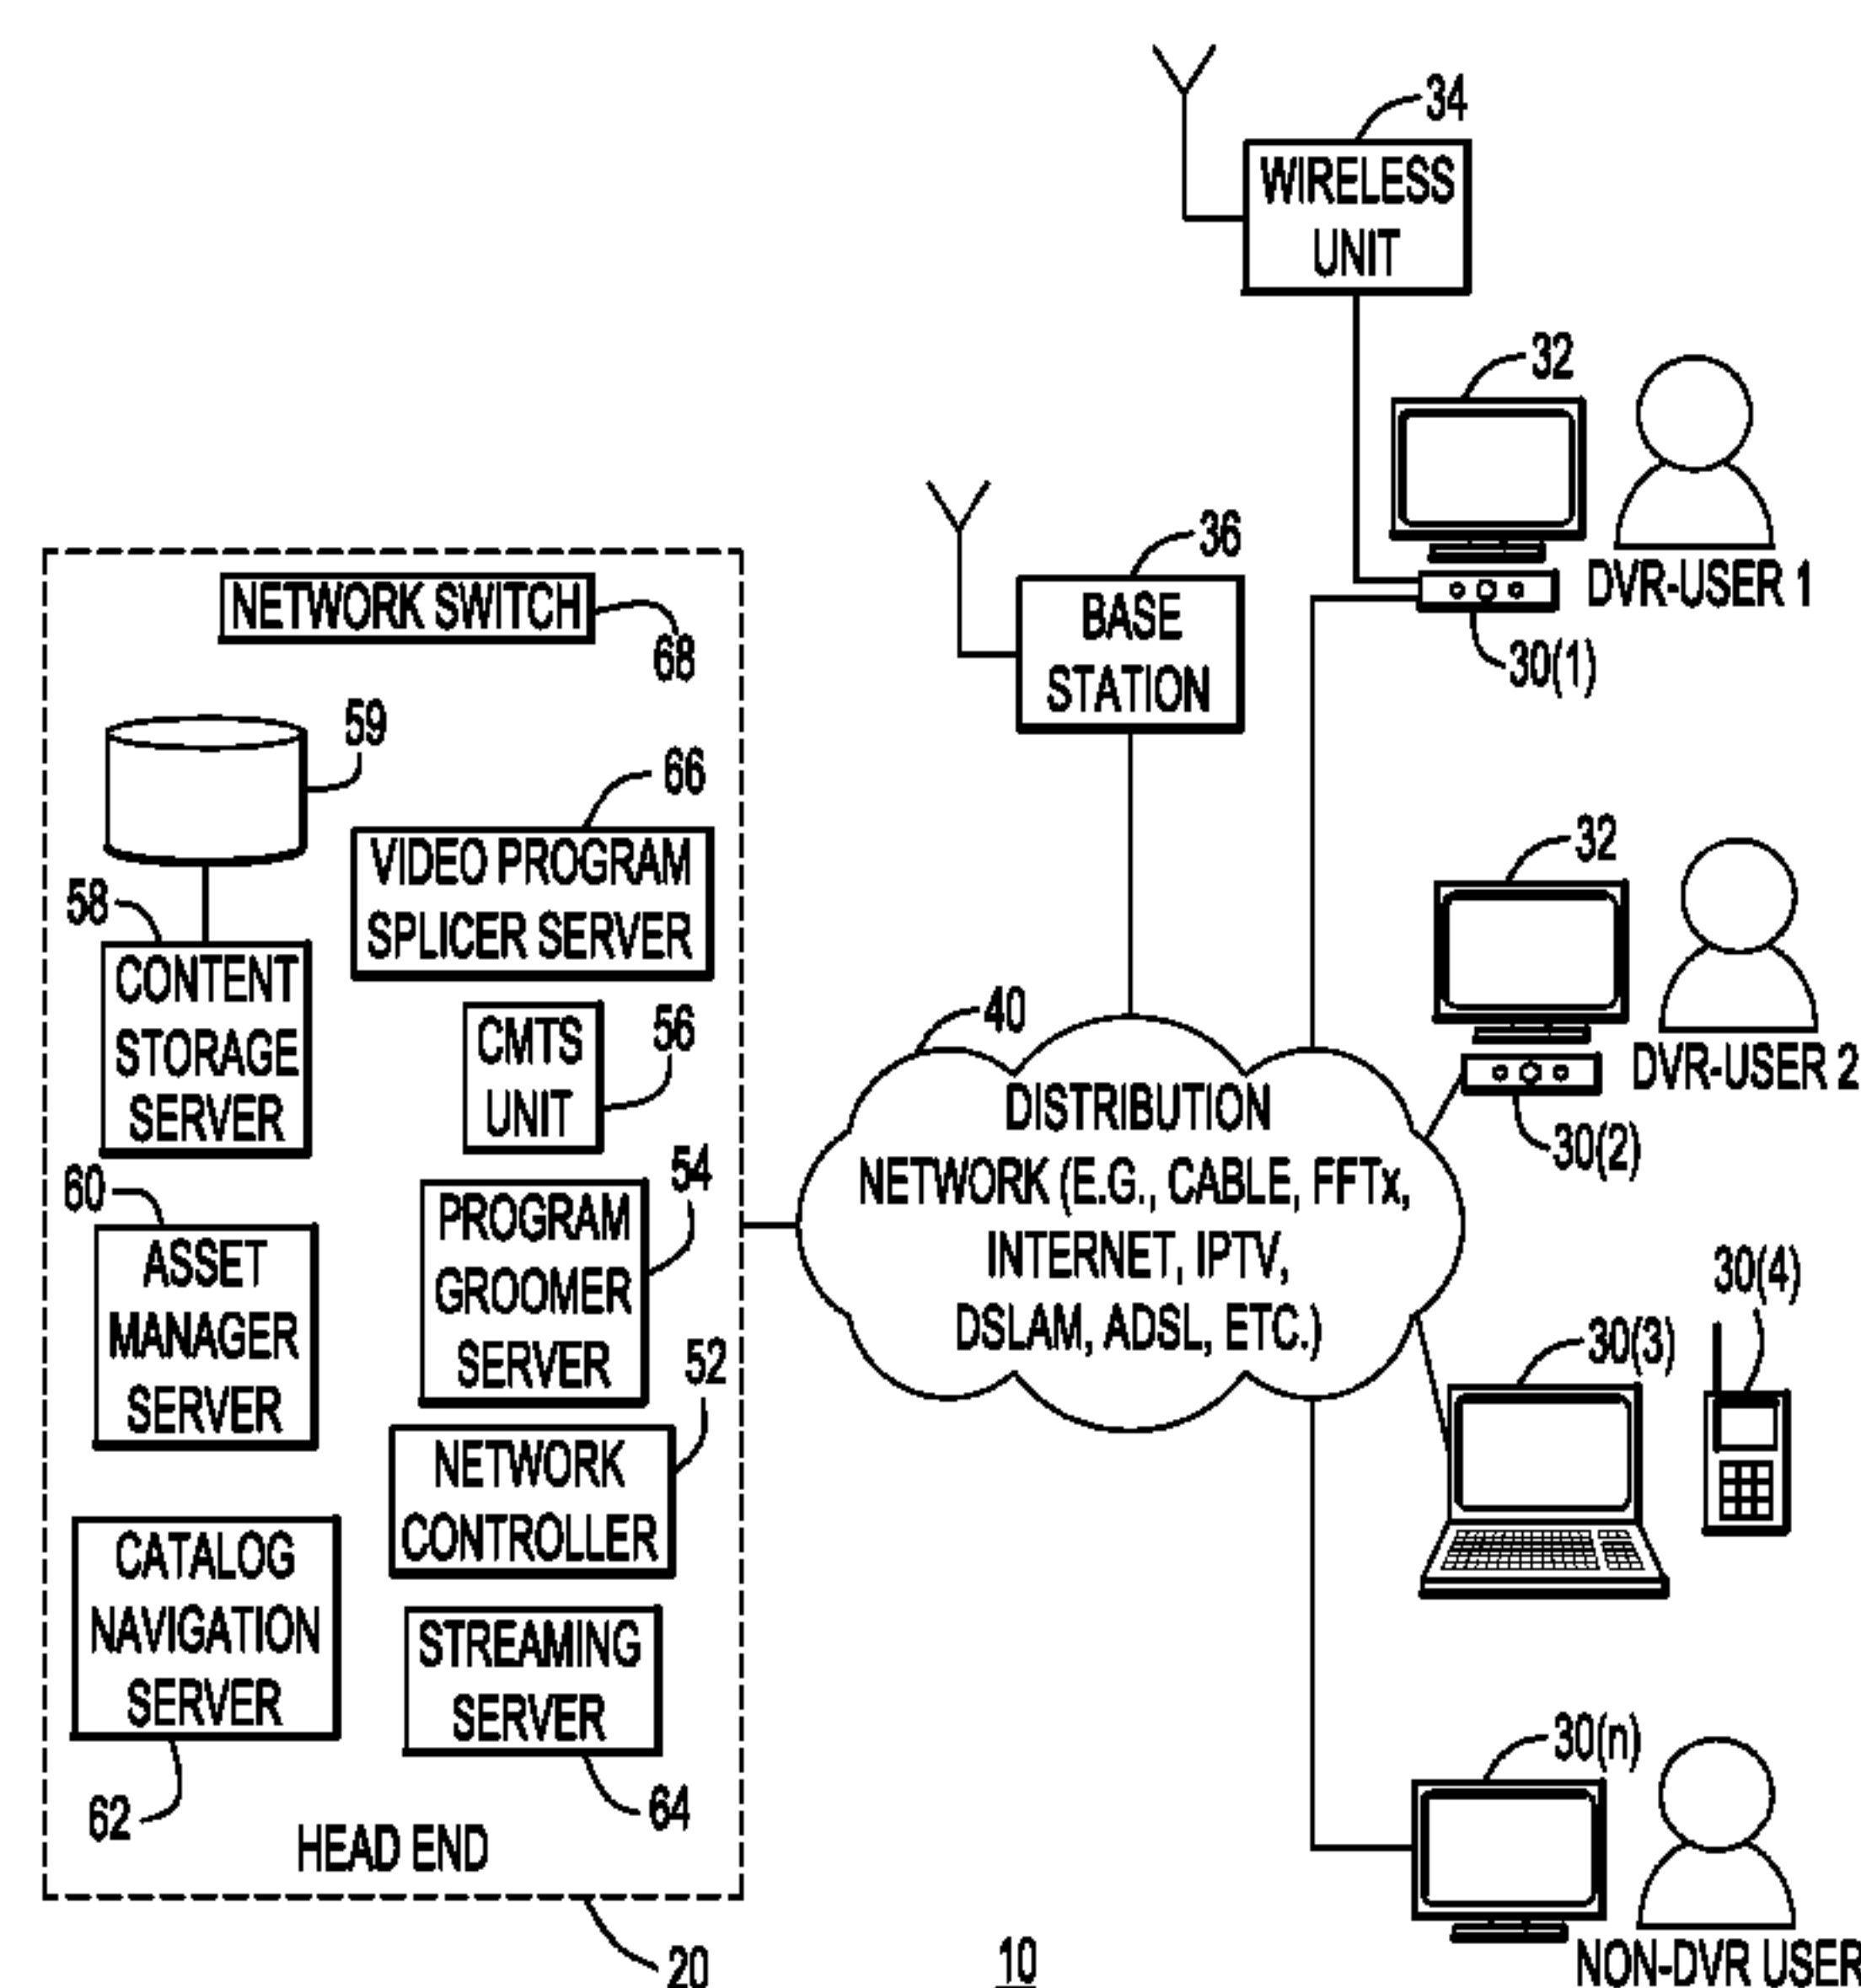 34
WIRELESS
UNIT
32
DVR-USER 1
30(1)
36
BASE
STATION
NETWORK SWITCH
68
59
66
VIDEO PROGRAM
SPLICER SERVER
58
CONTENT
STORAGE
SERVER
CMTS
UNIT
56
60
ASSET
MANAGER
SERVER
PROGRAM
GROOMER
SERVER
54
NETWORK
CONTROLLER
52
CATALOG
NAVIGATION
SERVER
62
STREAMING
SERVER
64
HEAD END
20
40
DISTRIBUTION
NETWORK (E.G., CABLE, FFTx,
INTERNET, IPTV,
DSLAM, ADSL, ETC.)
32
DVR-USER 2
30(2)
30(3)
30(4)
30(n)
NON-DVR USER
10